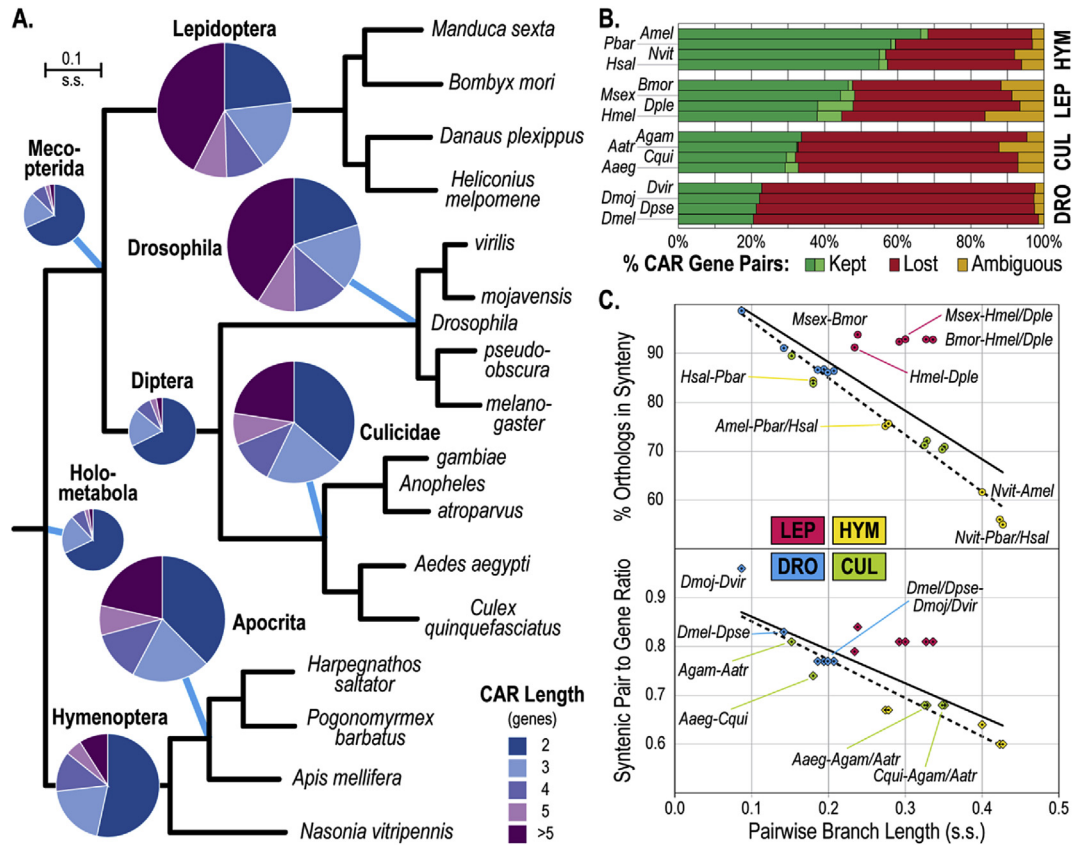 A.
Lepidoptera
0.1
s.s.
Manduca sexta
Bombyx mori
Danaus plexippus
Heliconius
melpomene
Meco-
pterida
Drosophila
virilis
mojavensis
Drosophila
pseudo-
obscura
melano-
gaster
Diptera
Culicidae
gambiae
Anopheles
atroparvus
Holo-
metabola
Aedes aegypti
Culex
quinquefasciatus
Apocrita
Harpegnathos
saltator
Pogonomyrmex
barbatus
Hymenoptera
Apis mellifera
Nasonia vitripennis
CAR Length
(genes)
2
3
4
5
>5
B.
Amel
Pbar
Nvit
Hsal
HYM
Bmor
Msex
Dple
Hmel
LEP
Agam
Aatr
Cqui
Aaeg
CUL
Dvir
Dmoj
Dpse
Dmel
DRO
0% 20% 40% 60% 80% 100%
% CAR Gene Pairs: Kept Lost Ambiguous
C.
% Orthologs in Synteny
90
80
70
60
Msex-Bmor
Msex-Hmel/Dple
Bmor-Hmel/Dple
Hmel-Dple
Hsal-Pbar
Amel-Pbar/Hsal
Nvit-Amel
Nvit-Pbar/Hsal
LEP HYM
DRO CUL
Syntenic Pair to Gene Ratio
0.9
0.8
0.7
0.6
Dmoj-Dvir
Dmel/Dpse-
Dmoj/Dvir
Dmel-Dpse
Agam-Aatr
Aaeg-Cqui
Aaeg-Agam/Aatr
Cqui-Agam/Aatr
0.0 0.1 0.2 0.3 0.4 0.5
Pairwise Branch Length (s.s.)